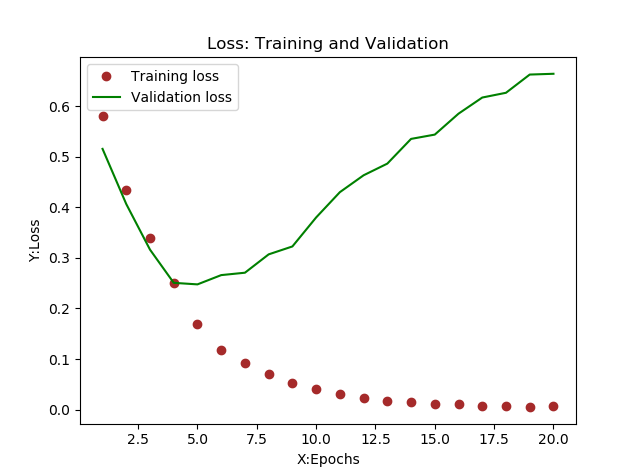 Loss: Training and Validation
Training loss
Validation loss
0.6
0.5
0.4
0.3
0.2
0.1
0.0
Y:Loss
2.5 5.0 7.5 10.0 12.5 15.0 17.5 20.0
X:Epochs